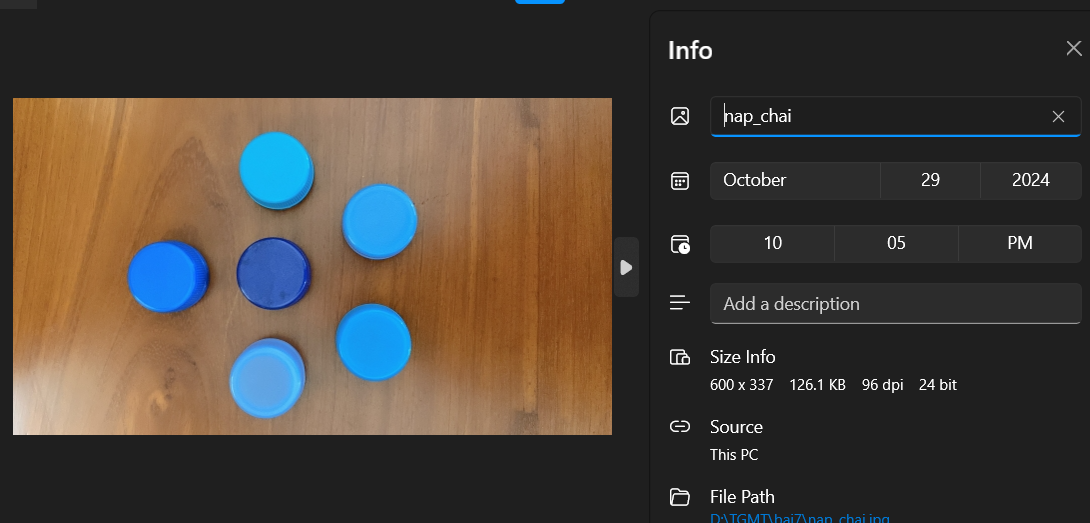 Info
nap_chai
October 29 2024
10 05 PM
Add a description
Size Info
600 x 337 126.1 KB 96 dpi 24 bit
Source
This PC
File Path
D:\TGMT\bai7\nap_chai.jpg